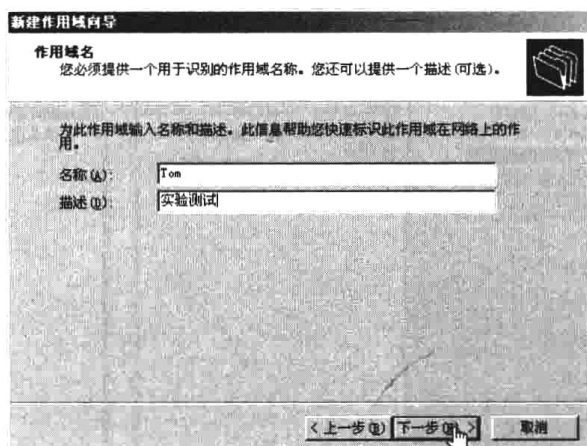 新建作用域向导
作用域名
您必须提供一个用于识别的作用域名称。您还可以提供一个描述(可选)。
为此作用域输入名称和描述。此信息帮助您快速标识此作用域在网络上的作
用。
名称(A): Tom
描述(D): 实验测试
< 上一步(B) 下一步(N) > 取消